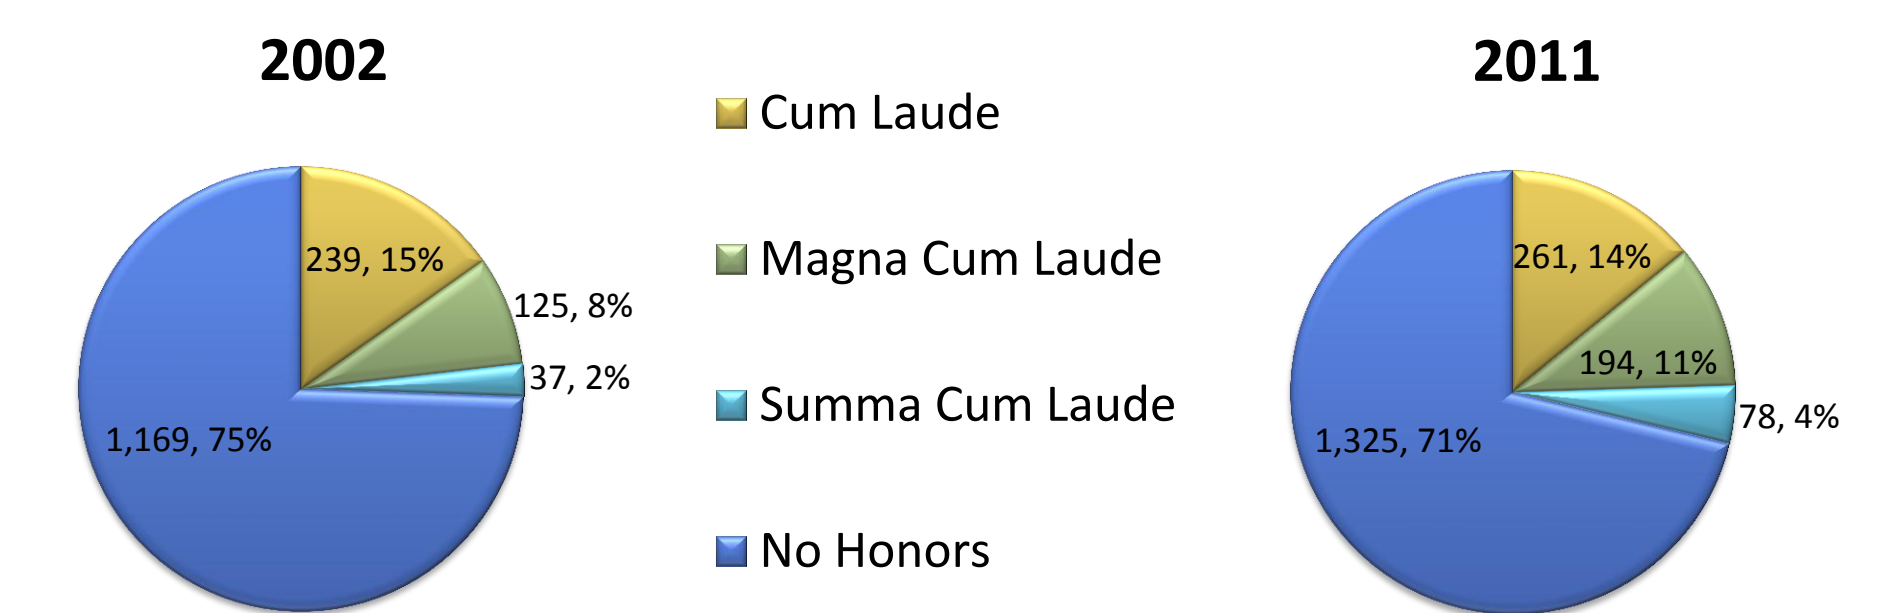 2002
239, 15%
125, 8%
37, 2%
1,169, 75%
Cum Laude
Magna Cum Laude
Summa Cum Laude
No Honors
2011
261, 14%
194, 11%
78, 4%
1,325, 71%